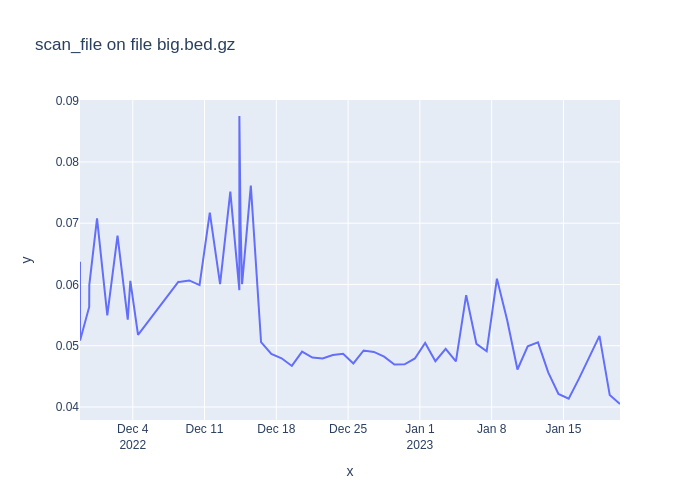 scan_file on file big.bed.gz
0.09
0.08
0.07
0.06
0.05
0.04
y
Dec 4
2022
Dec 11
Dec 18
Dec 25
Jan 1
2023
Jan 8
Jan 15
x